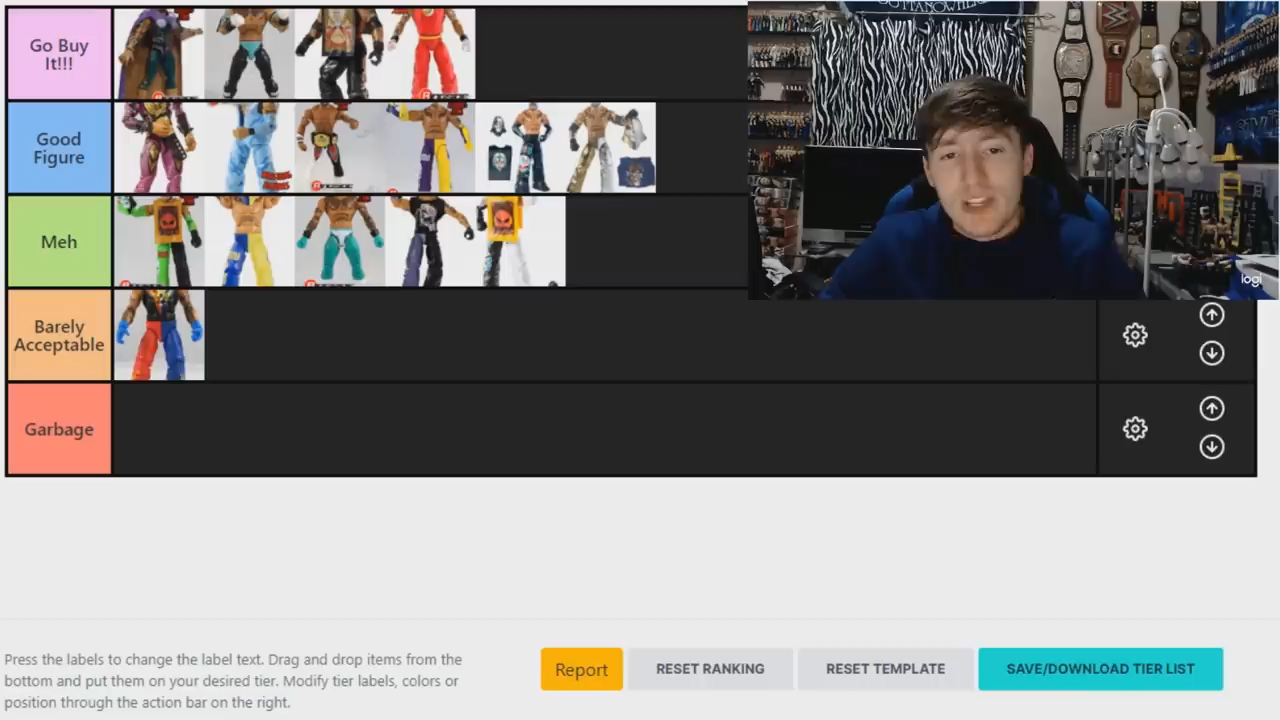 Go Buy
It!!!
Good
Figure
Meh
Barely
Acceptable
Garbage
logi
Press the labels to change the label text. Drag and drop items from the
bottom and put them on your desired tier. Modify tier labels, colors or
position through the action bar on the right.
Report
RESET RANKING
RESET TEMPLATE
SAVE/DOWNLOAD TIER LIST